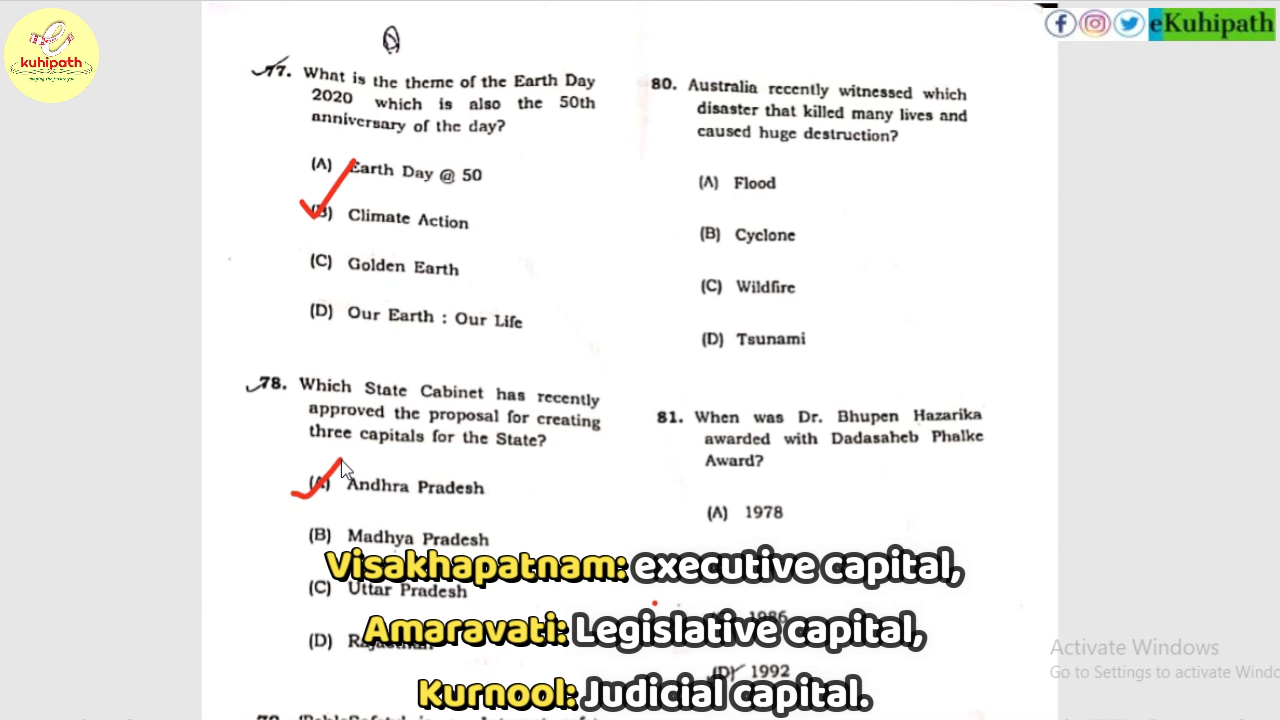 kuhipath
eKuhipath
77. What is the theme of the Earth Day
2020 which is also the 50th
anniversary of the day?
(A) Earth Day @ 50
(B) Climate Action
(C) Golden Earth
(D) Our Earth : Our Life
78. Which State Cabinet has recently
approved the proposal for creating
three capitals for the State?
(A) Andhra Pradesh
(B) Madhya Pradesh
(C) Uttar Pradesh
(D)
80. Australia recently witnessed which
disaster that killed many lives and
caused huge destruction?
(A) Flood
(B) Cyclone
(C) Wildfire
(D) Tsunami
81. When was Dr. Bhupen Hazarika
awarded with Dadasaheb Phalke
Award?
(A) 1978
1986
(D) 1992
Visakhapatnam: executive capital,
Amaravati: Legislative capital,
Kurnool: Judicial capital.
Activate Windows
Go to Settings to activate Windo